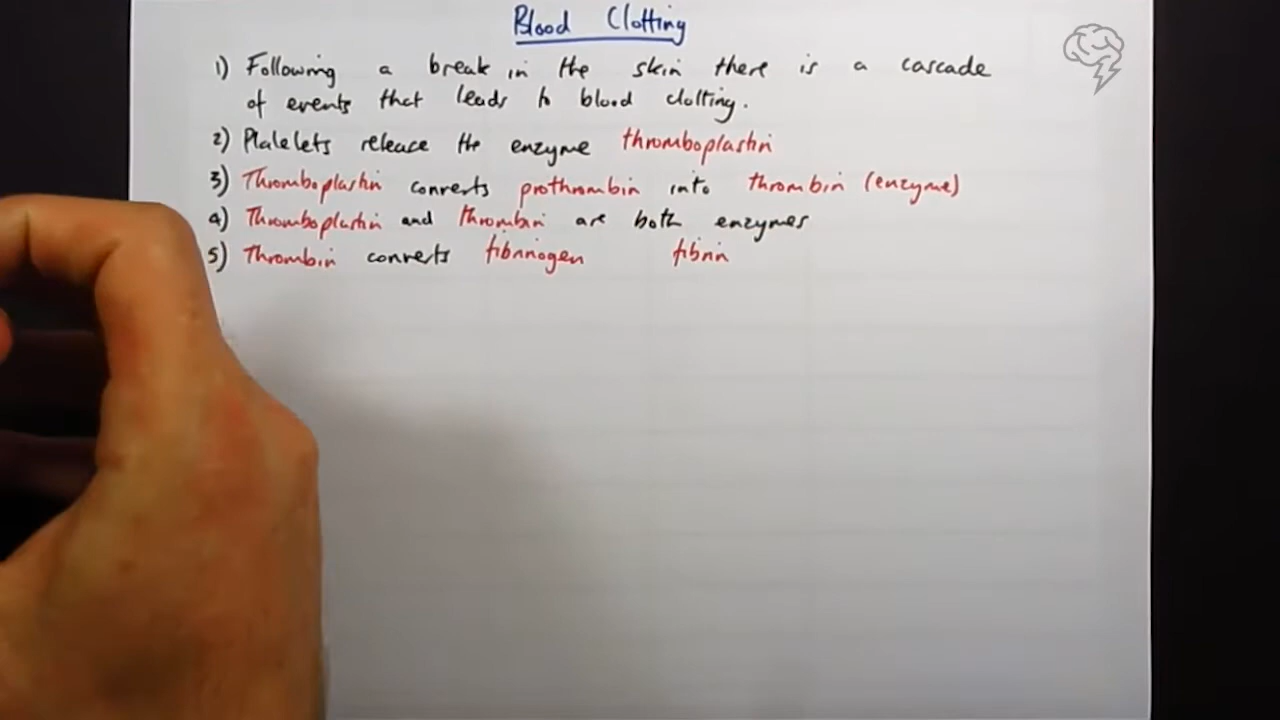 Blood Clotting
1) Following a break in the skin there is a cascade
of events that leads to blood clotting.
2) Platelets release the enzyme thromboplastin
3) Thromboplastin converts prothrombin into thrombin (enzyme)
4) Thromboplastin and thrombin are both enzymes
5) Thrombin converts fibrinogen fibrin